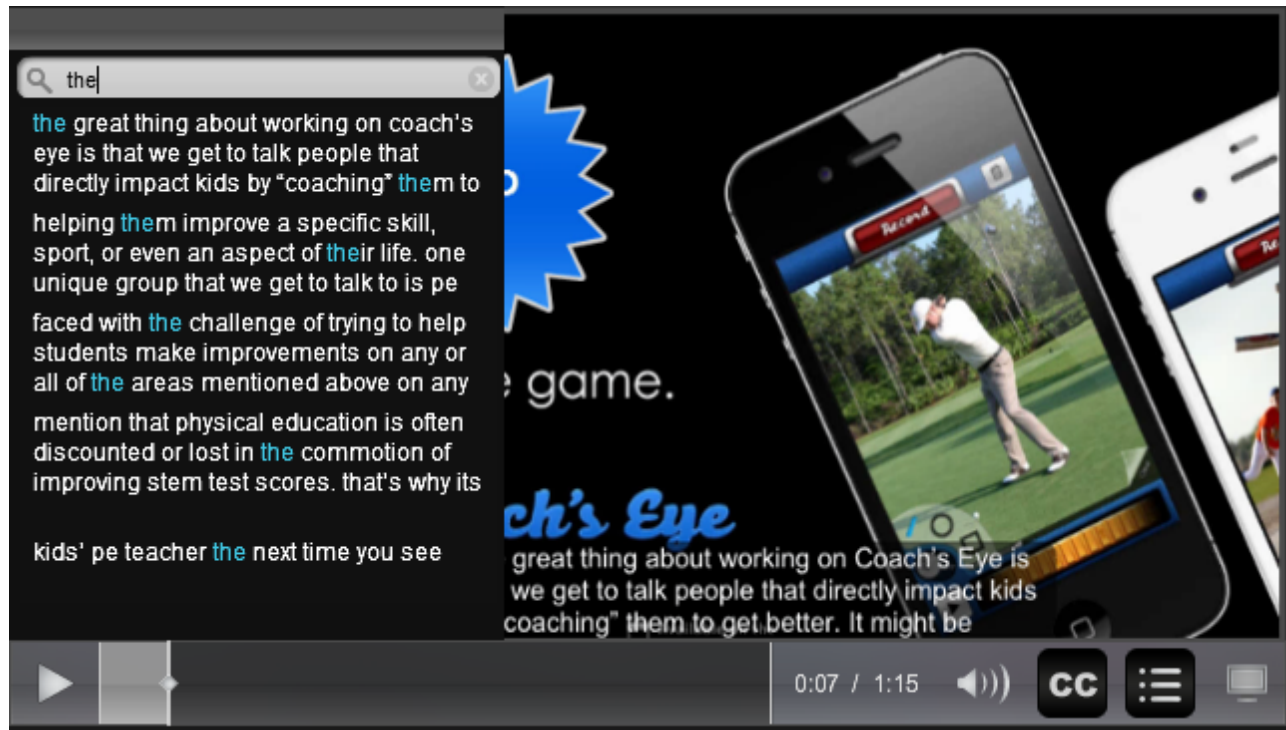 the
the great thing about working on coach's
eye is that we get to talk people that
directly impact kids by “coaching” them to
helping them improve a specific skill,
sport, or even an aspect of their life. one
unique group that we get to talk to is pe
faced with the challenge of trying to help
students make improvements on any or
all of the areas mentioned above on any
mention that physical education is often
discounted or lost in the commotion of
improving stem test scores. that's why its
kids' pe teacher the next time you see
Record
game.
ch's Eye
great thing about working on Coach's Eye is
we get to talk people that directly impact kids
coaching” them to get better. It might be
0:07 / 1:15
CC